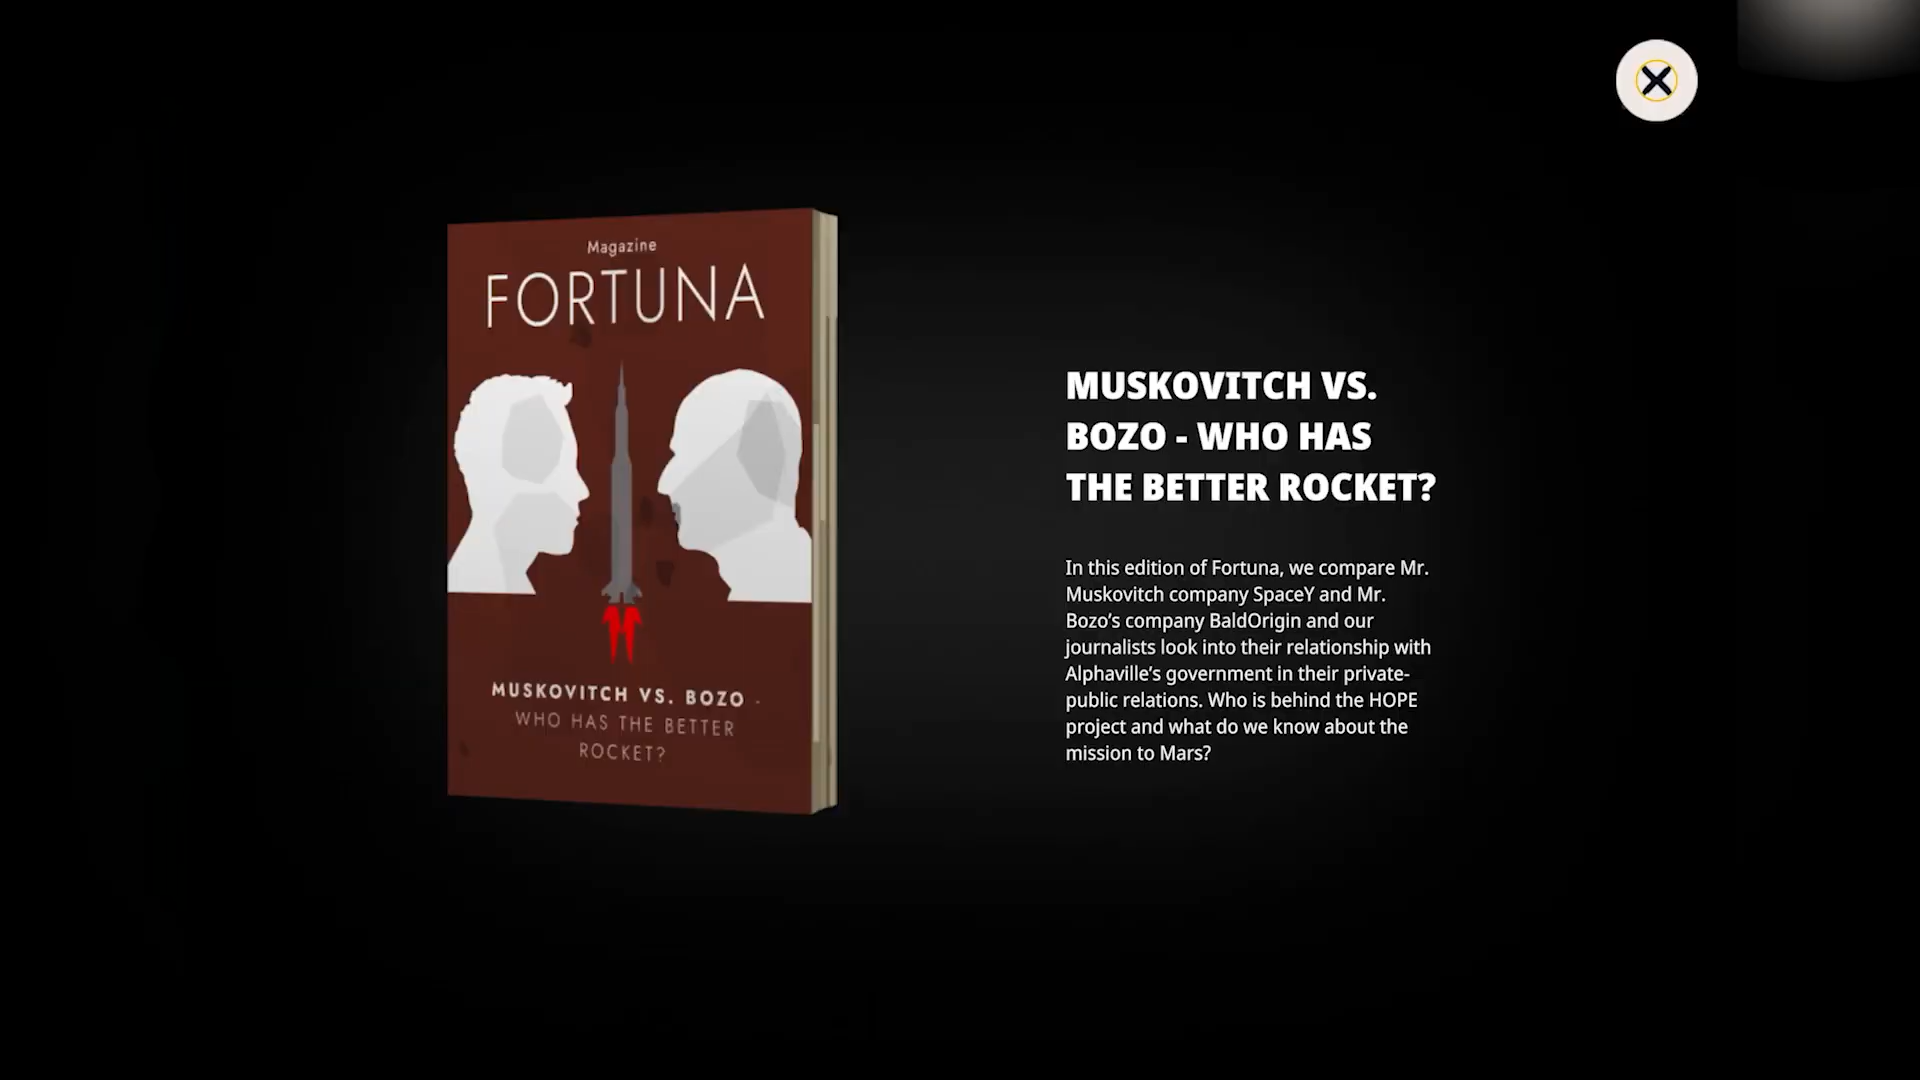 Magazine
FORTUNA
MUSKOVITCH VS. BOZO -
WHO HAS THE BETTER
ROCKET?
MUSKOVITCH VS.
BOZO - WHO HAS
THE BETTER ROCKET?
In this edition of Fortuna, we compare Mr.
Muskovitch company SpaceY and Mr.
Bozo’s company BaldOrigin and our
journalists look into their relationship with
Alphaville’s government in their private-
public relations. Who is behind the HOPE
project and what do we know about the
mission to Mars?